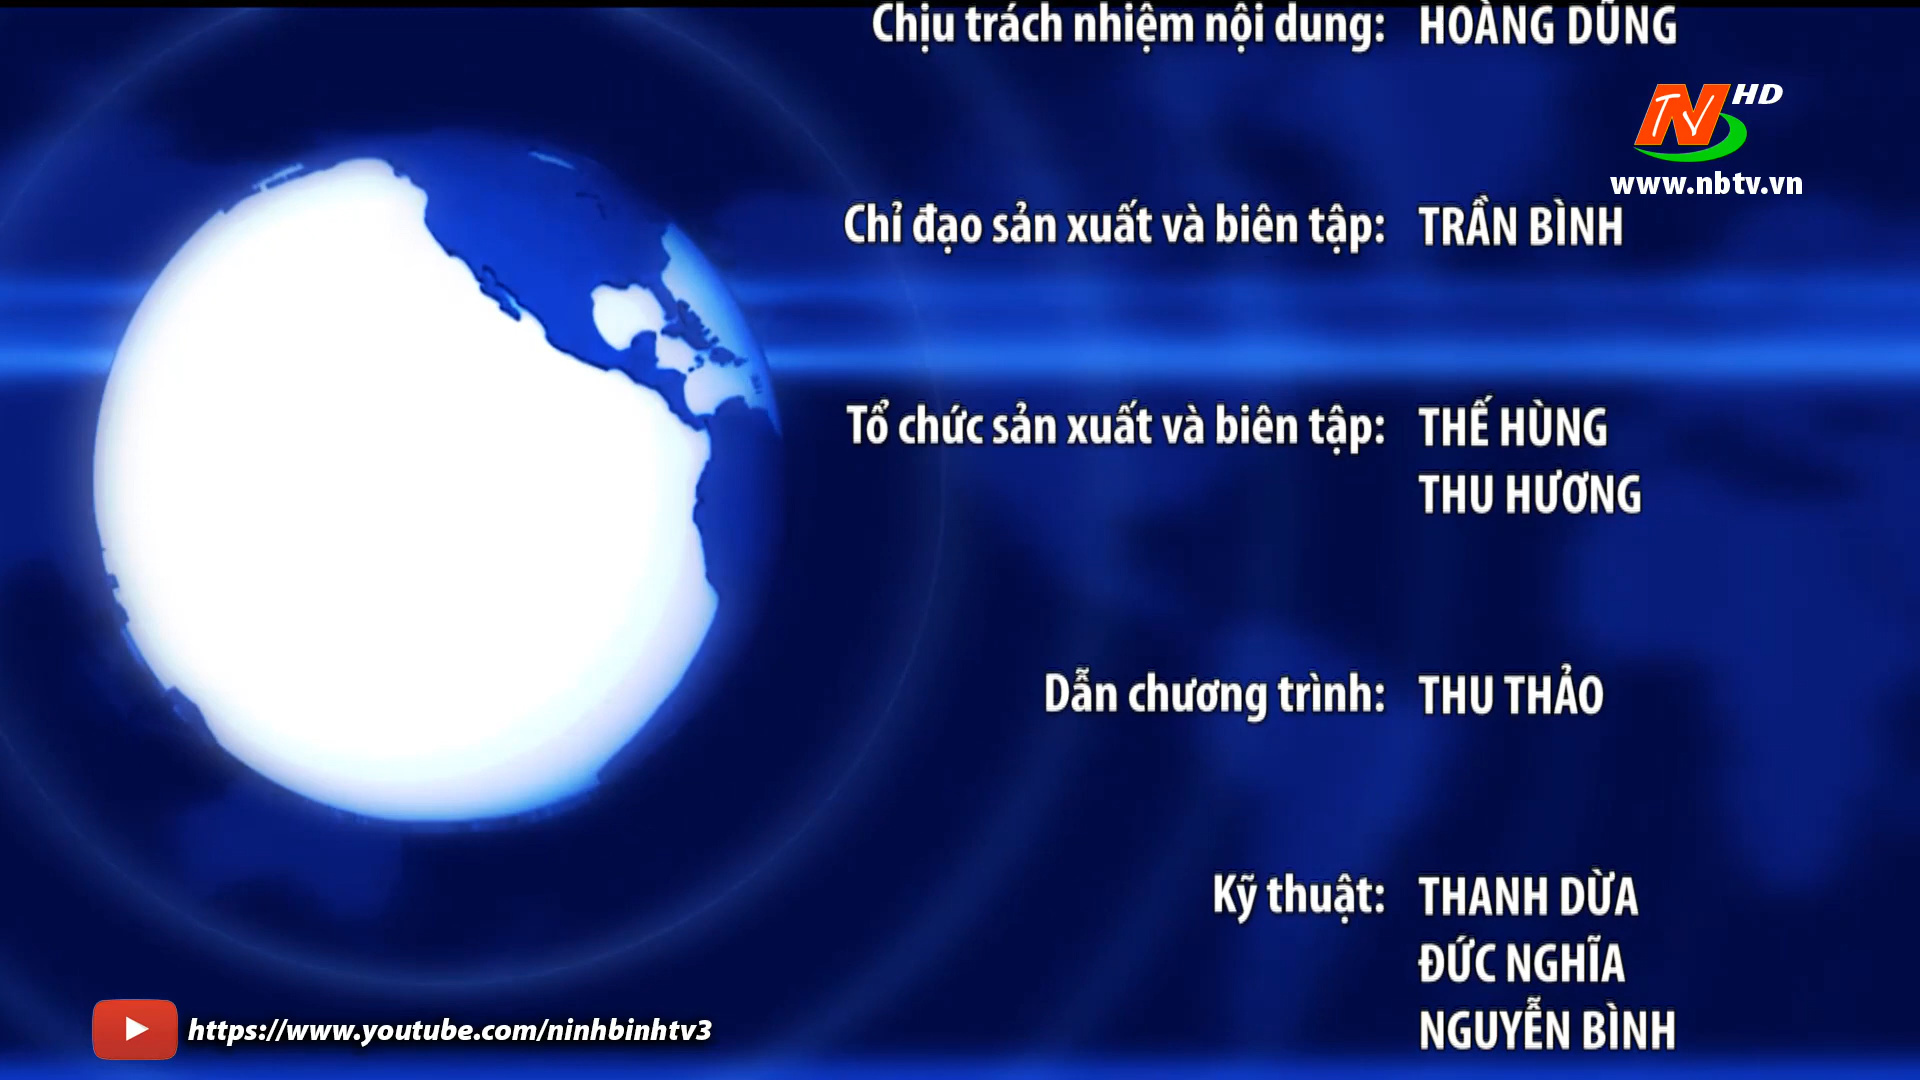 Chịu trách nhiệm nội dung: HOÀNG DŨNG
TV N HD
www.nbtv.vn
Chỉ đạo sản xuất và biên tập: TRẦN BÌNH
Tổ chức sản xuất và biên tập: THẾ HÙNG
THU HƯƠNG
Dẫn chương trình: THU THẢO
Kỹ thuật: THANH DỪA
ĐỨC NGHĨA
NGUYỄN BÌNH
https://www.youtube.com/ninhbinhtv3